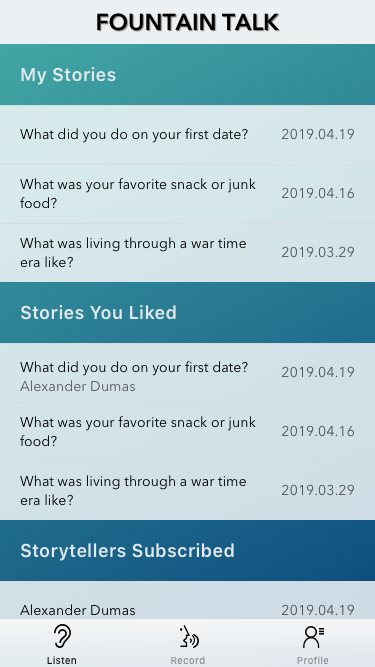 FOUNTAIN TALK
My Stories
What did you do on your first date?
2019.04.19
What was your favorite snack or junk
food?
2019.04.16
What was living through a war time
era like?
2019.03.29
Stories You Liked
What did you do on your first date?
Alexander Dumas
2019.04.19
What was your favorite snack or junk
food?
2019.04.16
What was living through a war time
era like?
2019.03.29
Storytellers Subscribed
Alexander Dumas
2019.04.19
Listen
Record
Profile